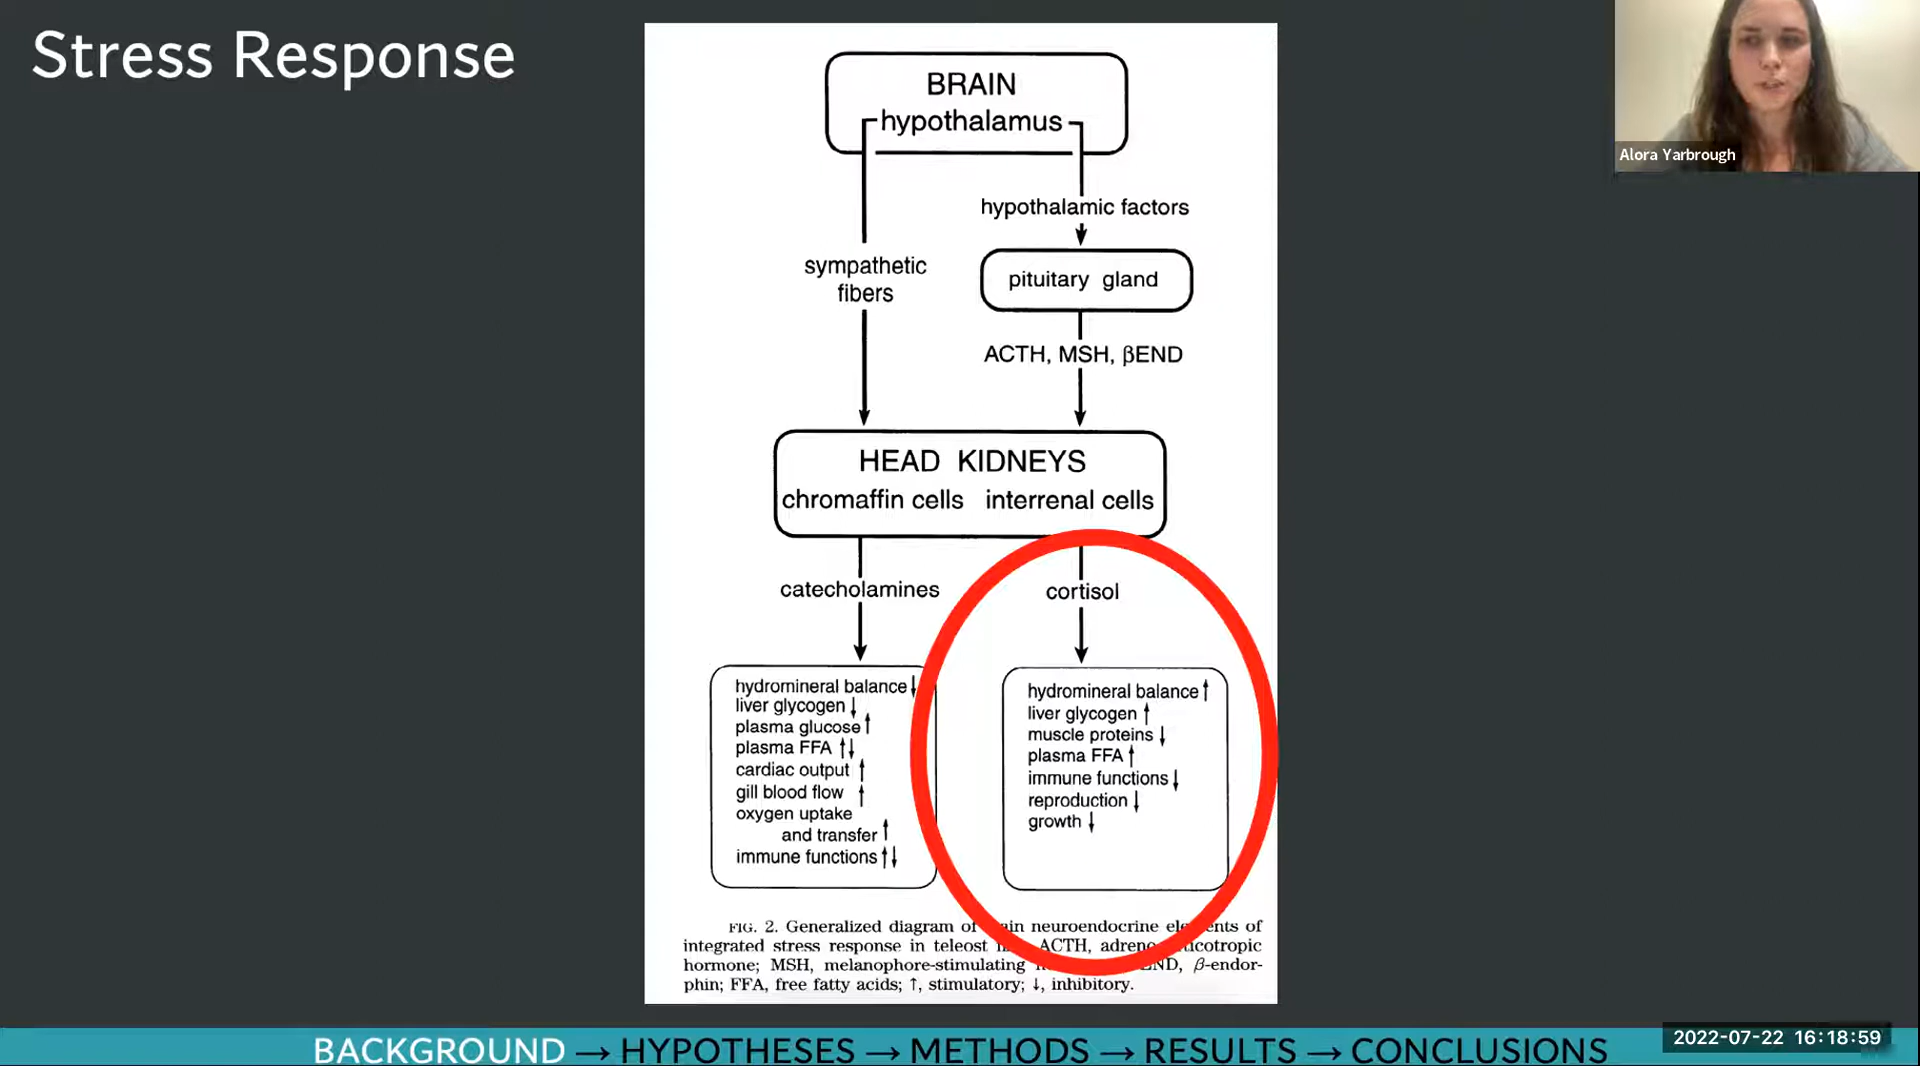 Stress Response
Alora Yarbrough
BRAIN
hypothalamus
hypothalamic factors
sympathetic
fibers
pituitary gland
ACTH, MSH, βEND
HEAD KIDNEYS
chromaffin cells interrenal cells
catecholamines
cortisol
hydromineral balance↓
liver glycogen↓
plasma glucose↑
plasma FFA ↑↓
cardiac output ↑
gill blood flow ↑
oxygen uptake
and transfer↑
immune functions↑↓
hydromineral balance↑
liver glycogen↑
muscle proteins↓
plasma FFA↑
immune functions↓
reproduction↓
growth↓
FIG. 2. Generalized diagram of neuroendocrine of
integrated stress response in teleost ACTH,
hormone; MSH, melanophore-stimulating β-endor-
phin; FFA, free fatty acids; ↑, stimulatory; ↓, inhibitory.
BACKGROUND → HYPOTHESES → METHODS → RESULTS → CONCLUSIONS
2022-07-22 16:18:59